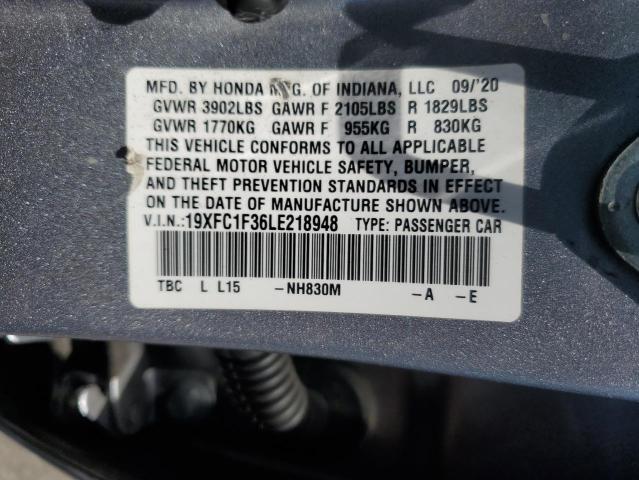 MFD. BY HONDA MFG. OF INDIANA, LLC 09/'20
GVWR 3902LBS GAWR F 2105LBS R 1829LBS
GVWR 1770KG GAWR F 955KG R 830KG
THIS VEHICLE CONFORMS TO ALL APPLICABLE
FEDERAL MOTOR VEHICLE SAFETY, BUMPER,
AND THEFT PREVENTION STANDARDS IN EFFECT
ON THE DATE OF MANUFACTURE SHOWN ABOVE.
V.I.N.:19XFC1F36LE218948 TYPE: PASSENGER CAR
TBC L L15 -NH830M -A -E